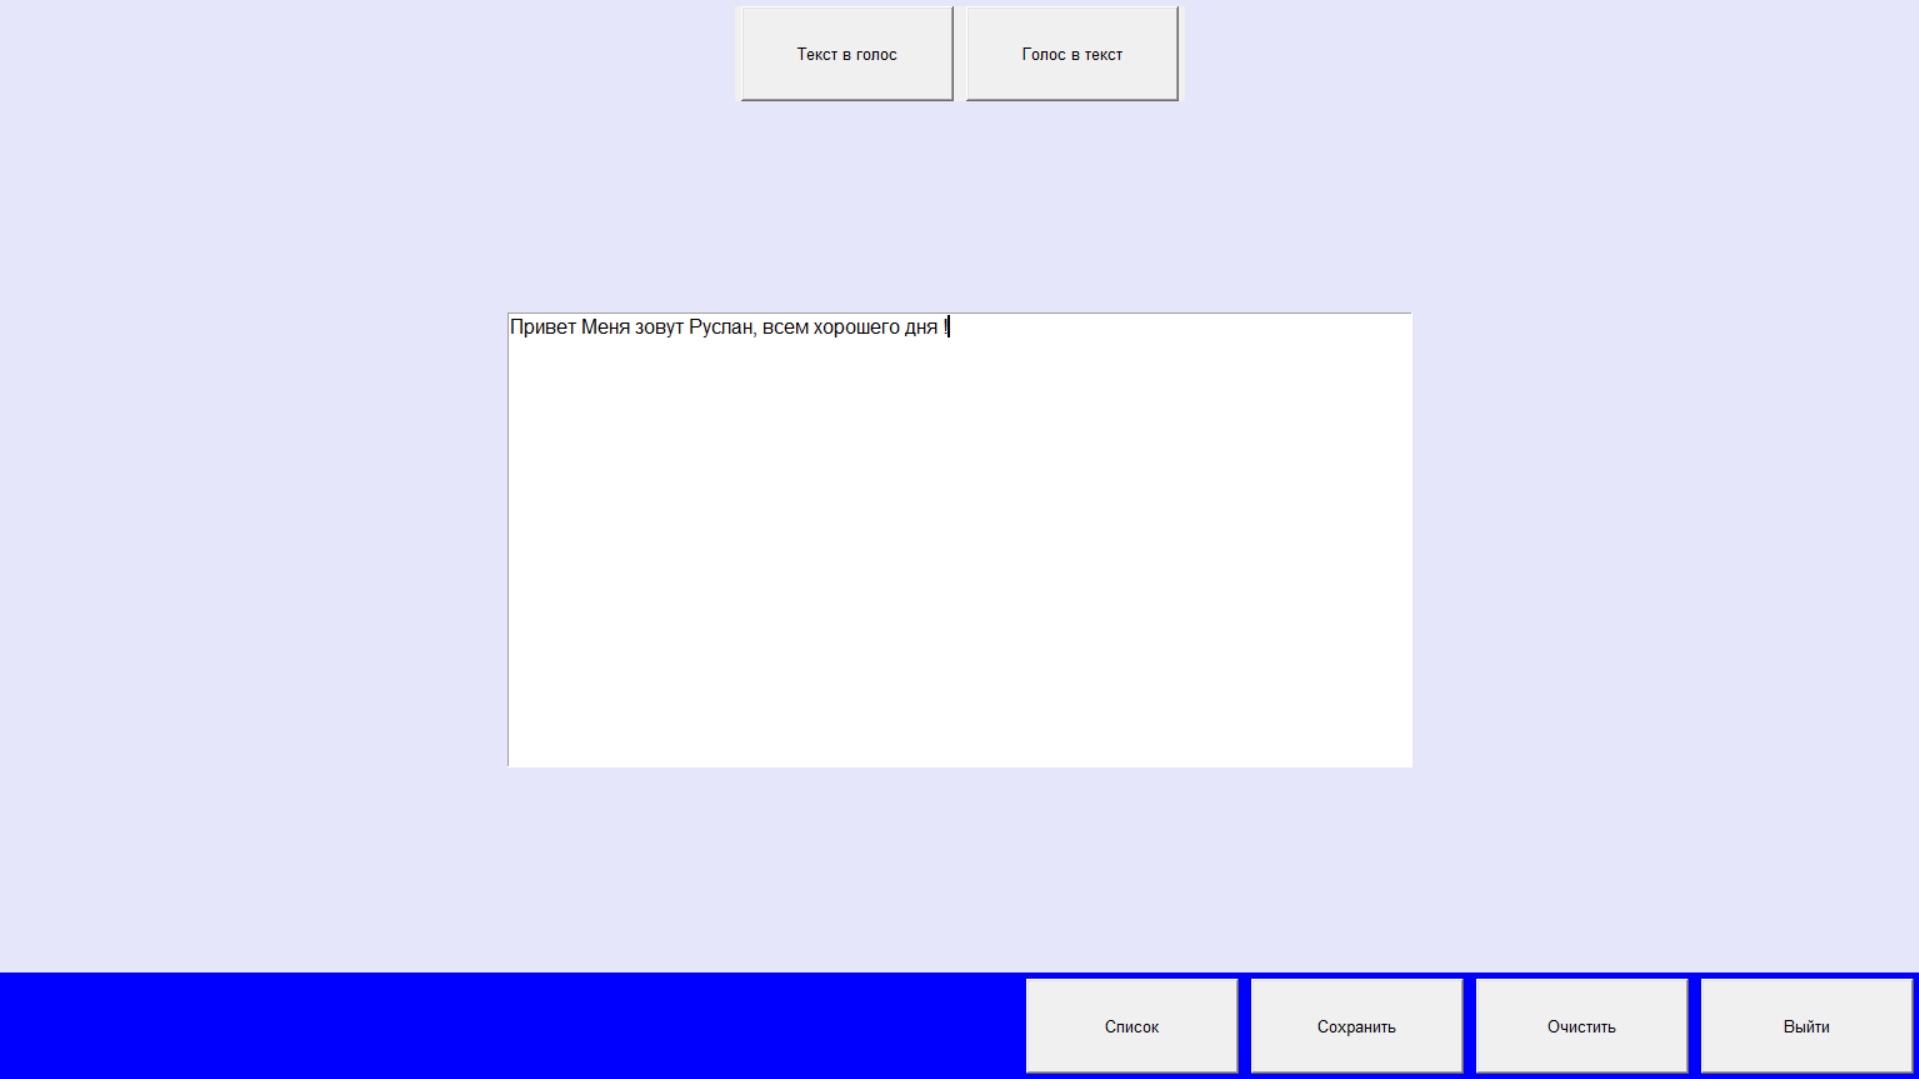 Текст в голос
Голос в текст
Привет Меня зовут Руслан, всем хорошего дня !
Список
Сохранить
Очистить
Выйти